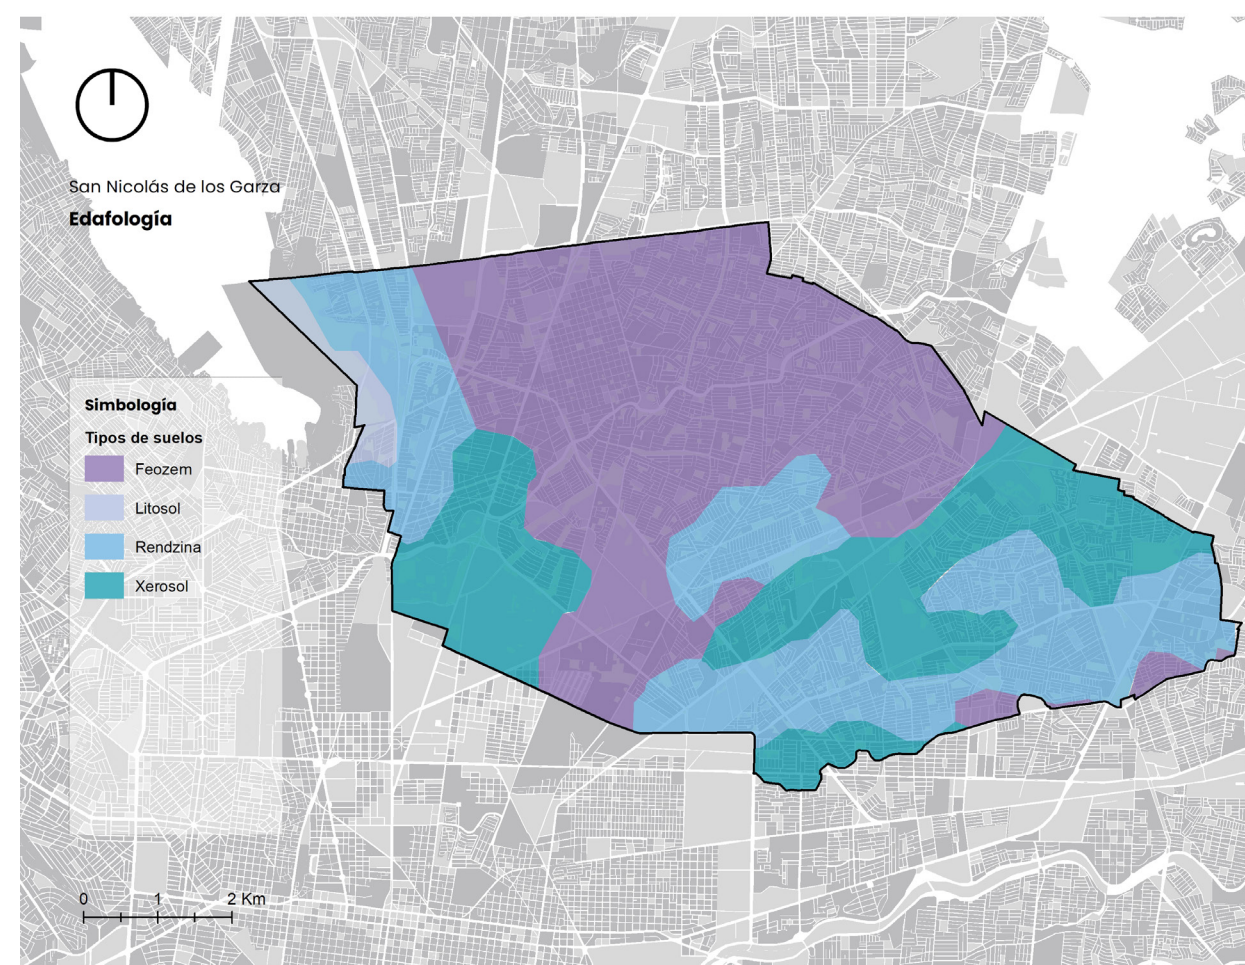 San Nicolás de los Garza
Edafología
Simbología
Tipos de suelos
Feozem
Litosol
Rendzina
Xerosol
0 1 2 Km